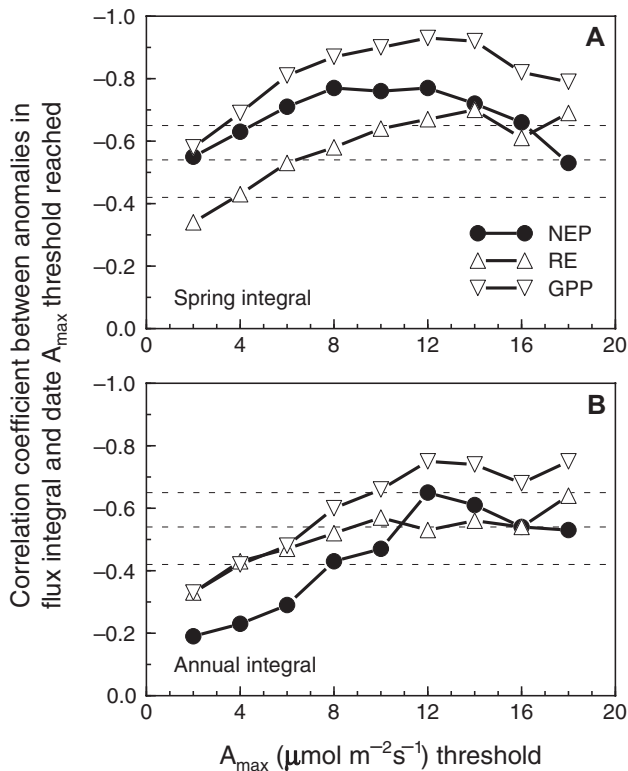 Correlation coefficient between anomalies in
flux integral and date Amax threshold reached
A
−1.0
−0.8
−0.6
−0.4
−0.2
0.0
NEP
RE
GPP
Spring integral
0 4 8 12 16 20
B
−1.0
−0.8
−0.6
−0.4
−0.2
0.0
Annual integral
0 4 8 12 16 20
Amax (μmol m−2s−1) threshold